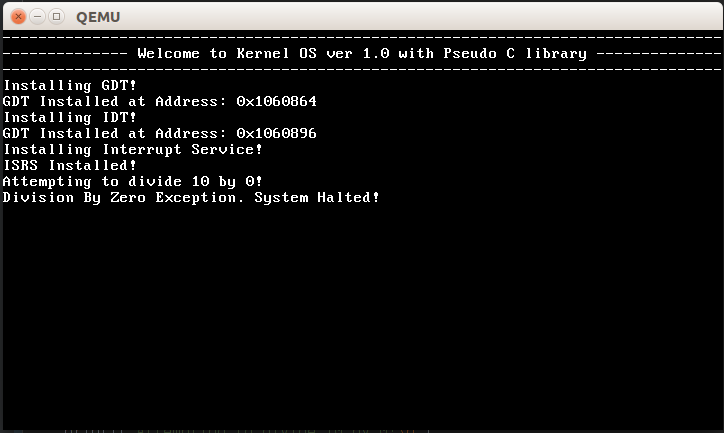 QEMU
--------------------------------------------------------------------------------
-------------- Welcome to Kernel OS ver 1.0 with Pseudo C library --------------
--------------------------------------------------------------------------------
Installing GDT!
GDT Installed at Address: 0x1060864
Installing IDT!
GDT Installed at Address: 0x1060896
Installing Interrupt Service!
ISRS Installed!
Attempting to divide 10 by 0!
Division By Zero Exception. System Halted!